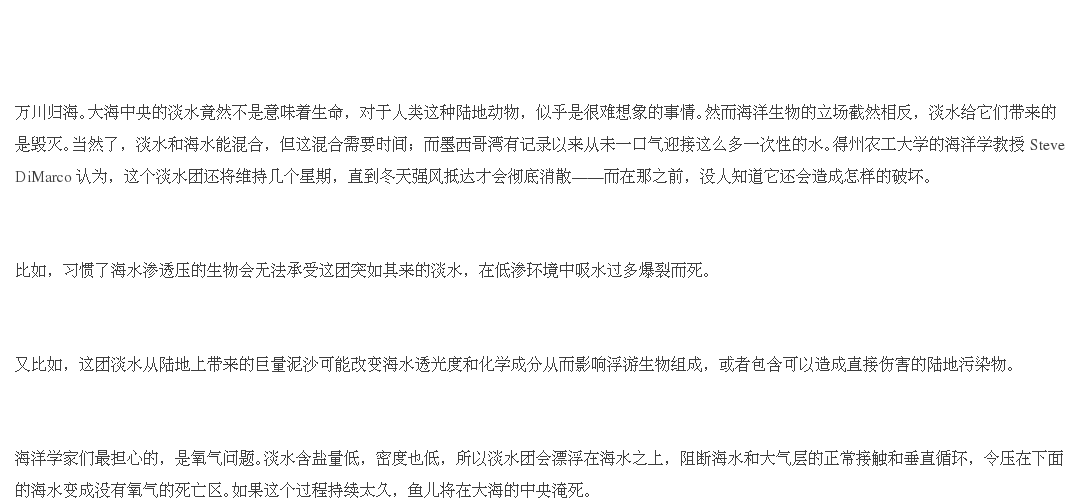 万川归海。大海中央的淡水竟然不是意味着生命，对于人类这种陆地动物，似乎是很难想象的事情。然而海洋生物的立场截然相反，淡水给它们带来的
是毁灭。当然了，淡水和海水能混合，但这混合需要时间；而墨西哥湾有记录以来从未一口气迎接这么多一次性的水。得州农工大学的海洋学教授 Steve
DiMarco 认为，这个淡水团还将维持几个星期，直到冬天强风抵达才会彻底消散——而在那之前，没人知道它还会造成怎样的破坏。
比如，习惯了海水渗透压的生物会无法承受这团突如其来的淡水，在低渗环境中吸水过多爆裂而死。
又比如，这团淡水从陆地上带来的巨量泥沙可能改变海水透光度和化学成分从而影响浮游生物组成，或者包含可以造成直接伤害的陆地污染物。
海洋学家们最担心的，是氧气问题。淡水含盐量低，密度也低，所以淡水团会漂浮在海水之上，阻断海水和大气层的正常接触和垂直循环，令压在下面
的海水变成没有氧气的死亡区。如果这个过程持续太久，鱼儿将在大海的中央淹死。